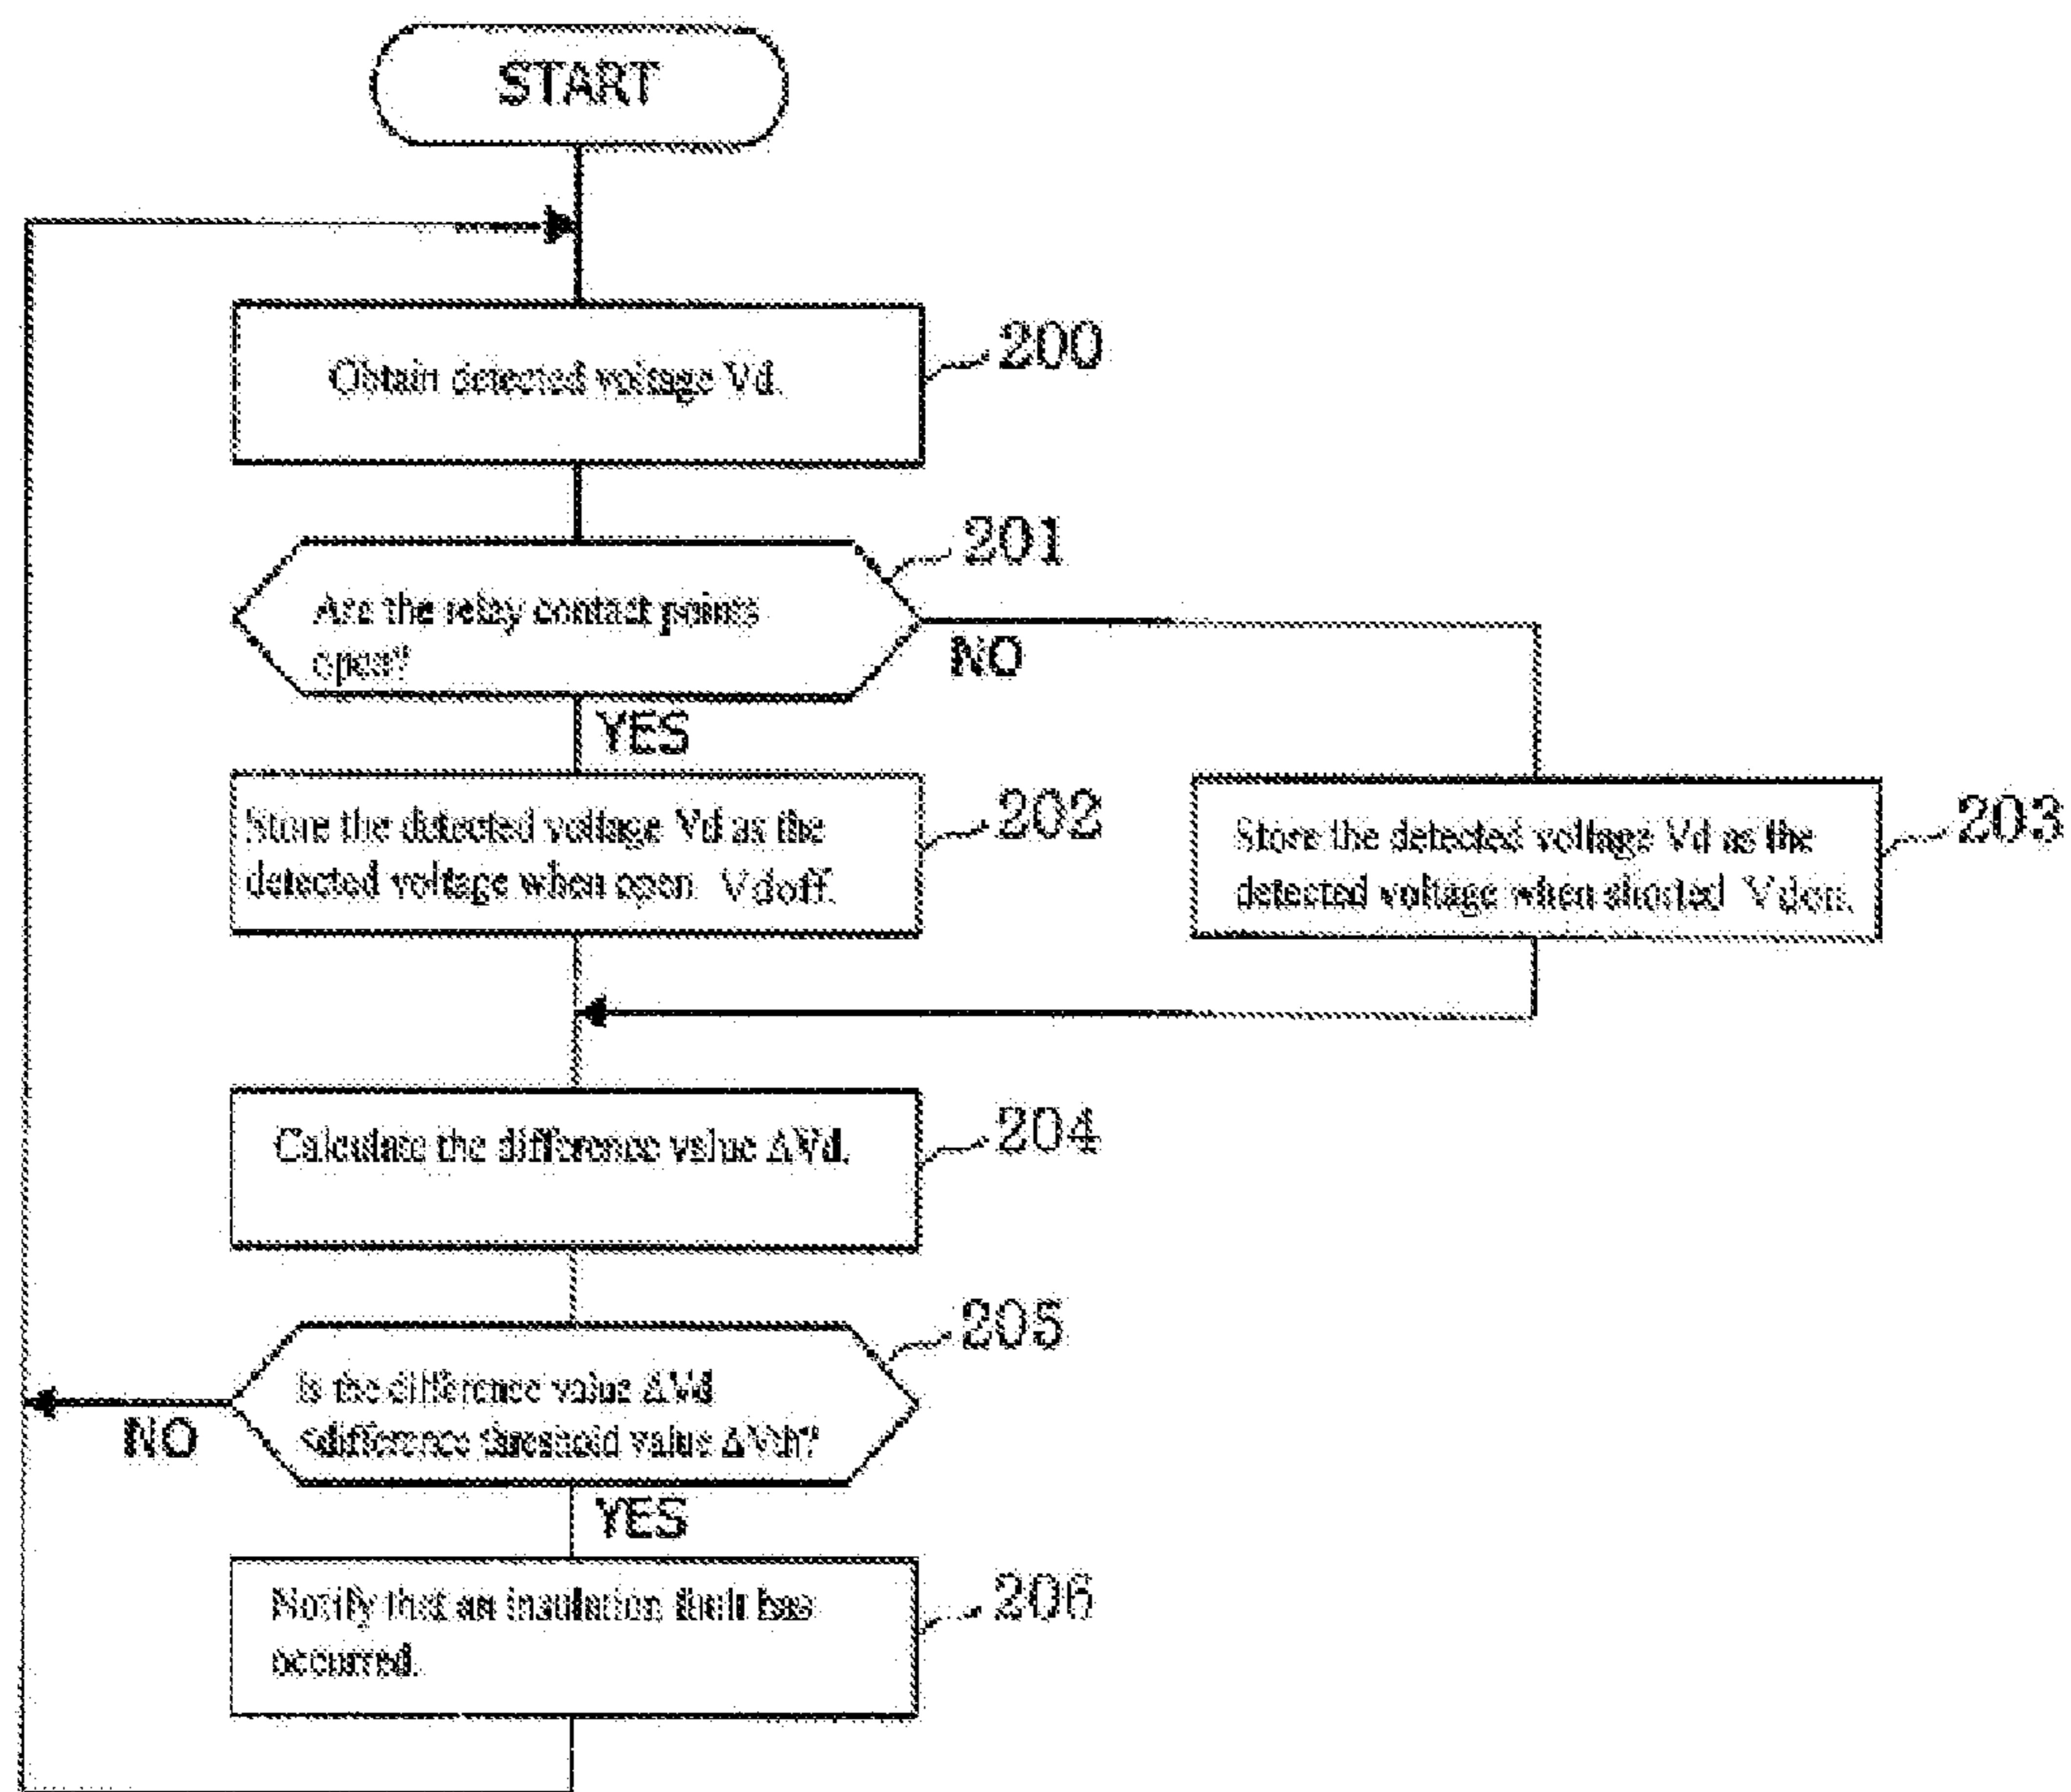 START
Obtain detected voltage Vd.
200
201
Are the relay contact points
open?
NO
YES
Store the detected voltage Vd as the
detected voltage when open Vdoff.
202
Store the detected voltage Vd as the
detected voltage when shorted Vdon.
203
Calculate the difference value ΔVd.
204
205
Is the difference value ΔVd
<difference threshold value ΔVth?
NO
YES
Notify that an insulation fault has
occurred.
206